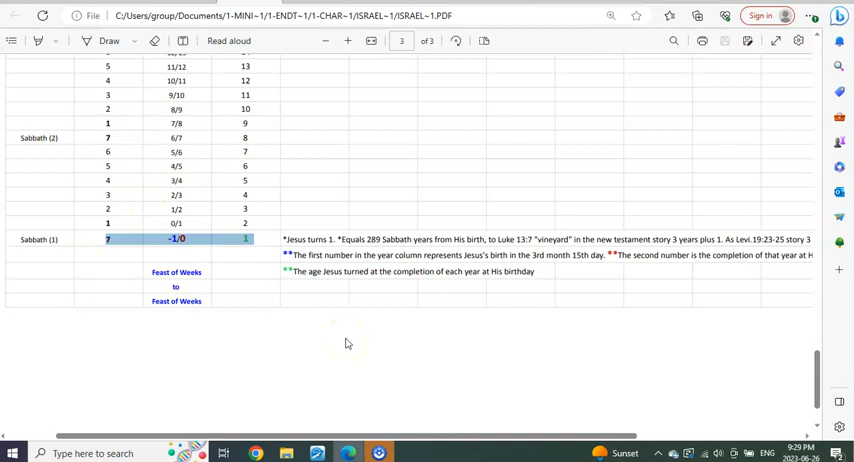 File
C:/Users/group/Documents/1-MINI~1/1-ENDT~1/1-CHAR~1/ISRAEL~1/ISRAEL~1.PDF
Sign in
Draw
Read aloud
3
of 3
5 11/12 13
4 10/11 12
3 9/10 11
2 8/9 10
1 7/8 9
Sabbath (2) 7 6/7 8
6 5/6 7
5 4/5 6
4 3/4 5
3 2/3 4
2 1/2 3
1 0/1 2
Sabbath (1) 7 -1/0 1 *Jesus turns 1. *Equals 289 Sabbath years from His birth, to Luke 13:7 "vineyard" in the new testament story 3 years plus 1. As Levi.19:23-25 story 3
**The first number in the year column represents Jesus's birth in the 3rd month 15th day. **The second number is the completion of that year at H
Feast of Weeks **The age Jesus turned at the completion of each year at His birthday
to
Feast of Weeks
Type here to search
Sunset
ENG
9:29 PM
2023-06-26
2